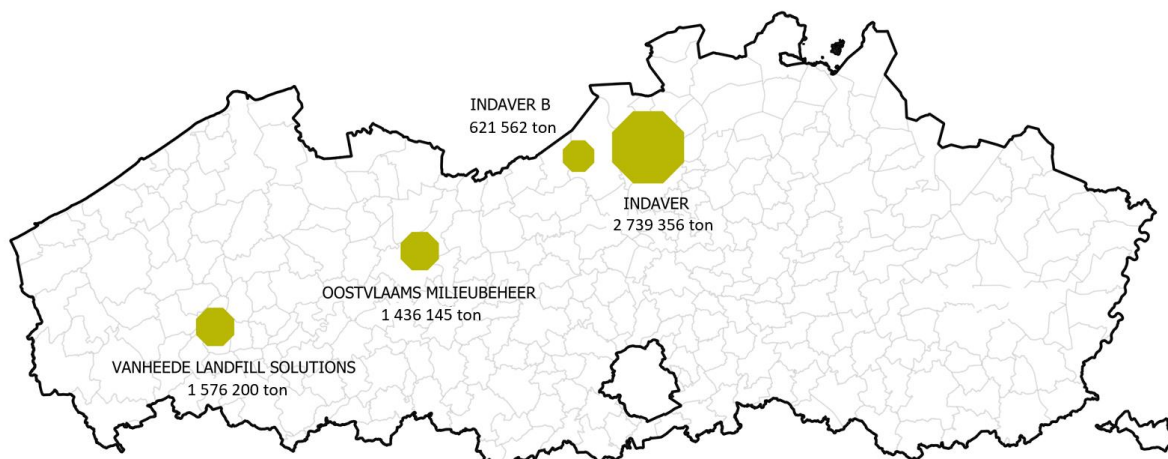 INDAVER B
621 562 ton
INDAVER
2 739 356 ton
OOSTVLAAMS MILIEUBEHEER
1 436 145 ton
VANHEEDE LANDFILL SOLUTIONS
1 576 200 ton